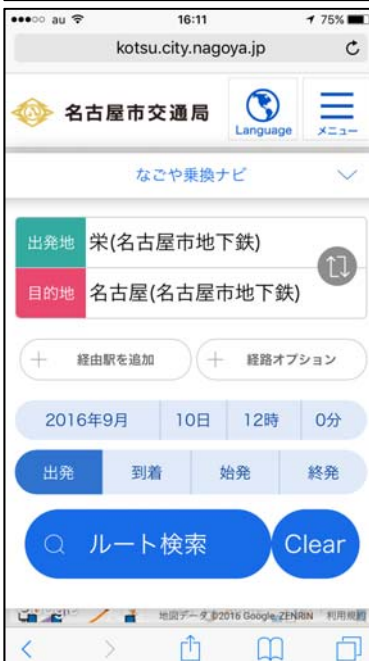 au 16:11 75%
kotsu.city.nagoya.jp
名古屋市交通局 Language メニュー
なごや乗換ナビ
出発地 栄(名古屋市地下鉄)
目的地 名古屋(名古屋市地下鉄)
経由駅を追加 経路オプション
2016年9月 10日 12時 0分
出発 到着 始発 終発
ルート検索 Clear
地図データ ©2016 Google, ZENRIN 利用規約